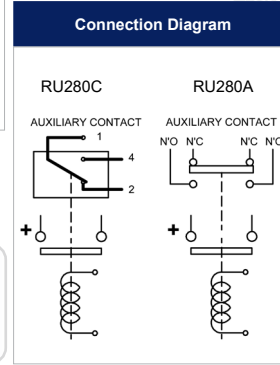 Connection Diagram
RU280C
RU280A
AUXILIARY CONTACT
AUXILIARY CONTACT
1
4
2
N'O N'C N'C N'O
+
+